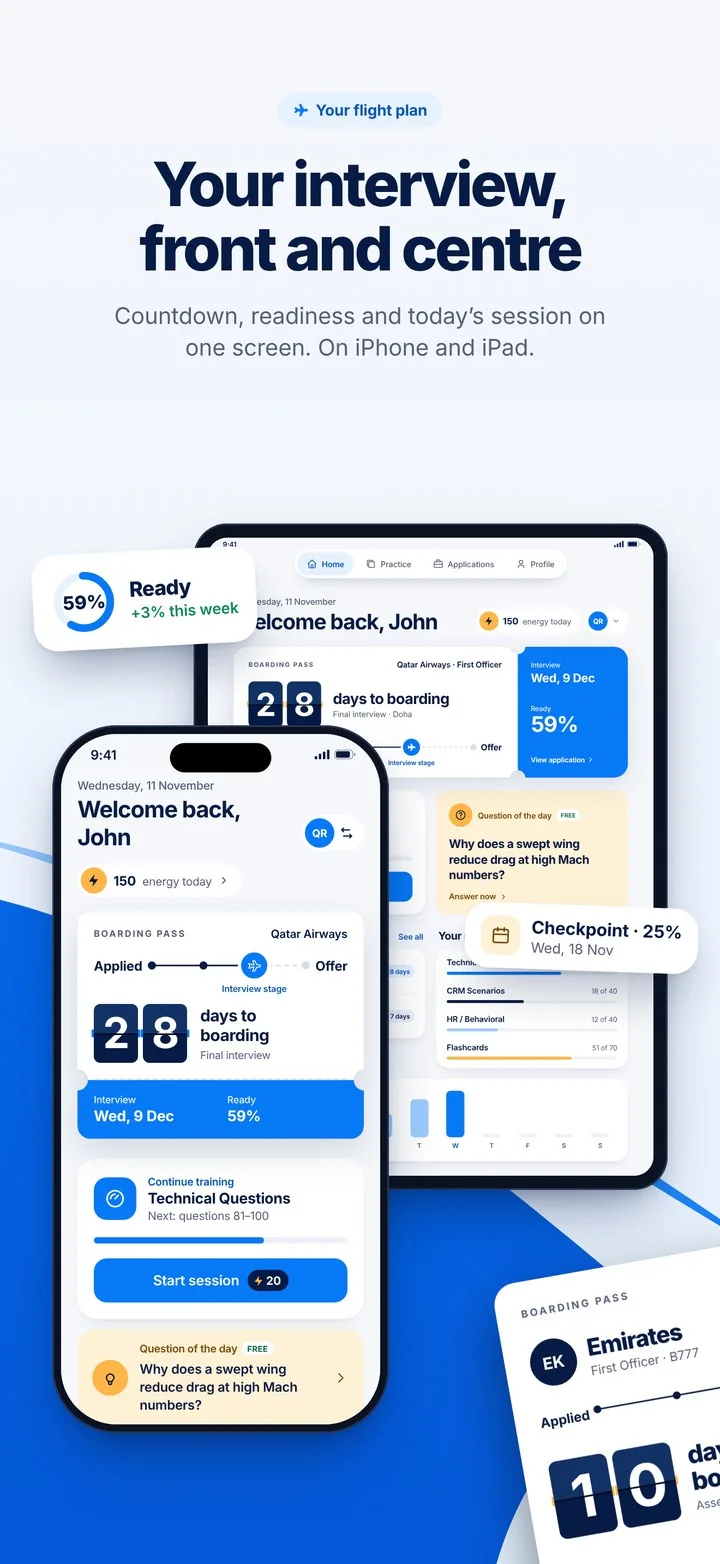 Your flight plan
Your interview,
front and centre
Countdown, readiness and today's session on
one screen. On iPhone and iPad.
59%
Ready
+3% this week
9:41
Home
Practice
Applications
Profile
Wednesday, 11 November
Welcome back, John
150 energy today
QR
BOARDING PASS
Qatar Airways · First Officer
28
days to boarding
Final interview · Doha
Interview stage
Offer
Interview
Wed, 9 Dec
Ready
59%
View application
Question of the day FREE
Why does a swept wing
reduce drag at high Mach
numbers?
Answer now
Checkpoint · 25%
Wed, 18 Nov
See all
Your
8 days
7 days
CRM Scenarios 18 of 40
HR / Behavioral 12 of 40
Flashcards 51 of 70
T W T F S S
9:41
Wednesday, 11 November
Welcome back,
John
QR
150 energy today
BOARDING PASS
Qatar Airways
Applied
Offer
Interview stage
28
days to
boarding
Final interview
Interview
Wed, 9 Dec
Ready
59%
Continue training
Technical Questions
Next: questions 81–100
Start session 20
Question of the day FREE
Why does a swept wing
reduce drag at high Mach
numbers?
BOARDING PASS
EK
Emirates
First Officer · B777
Applied
10